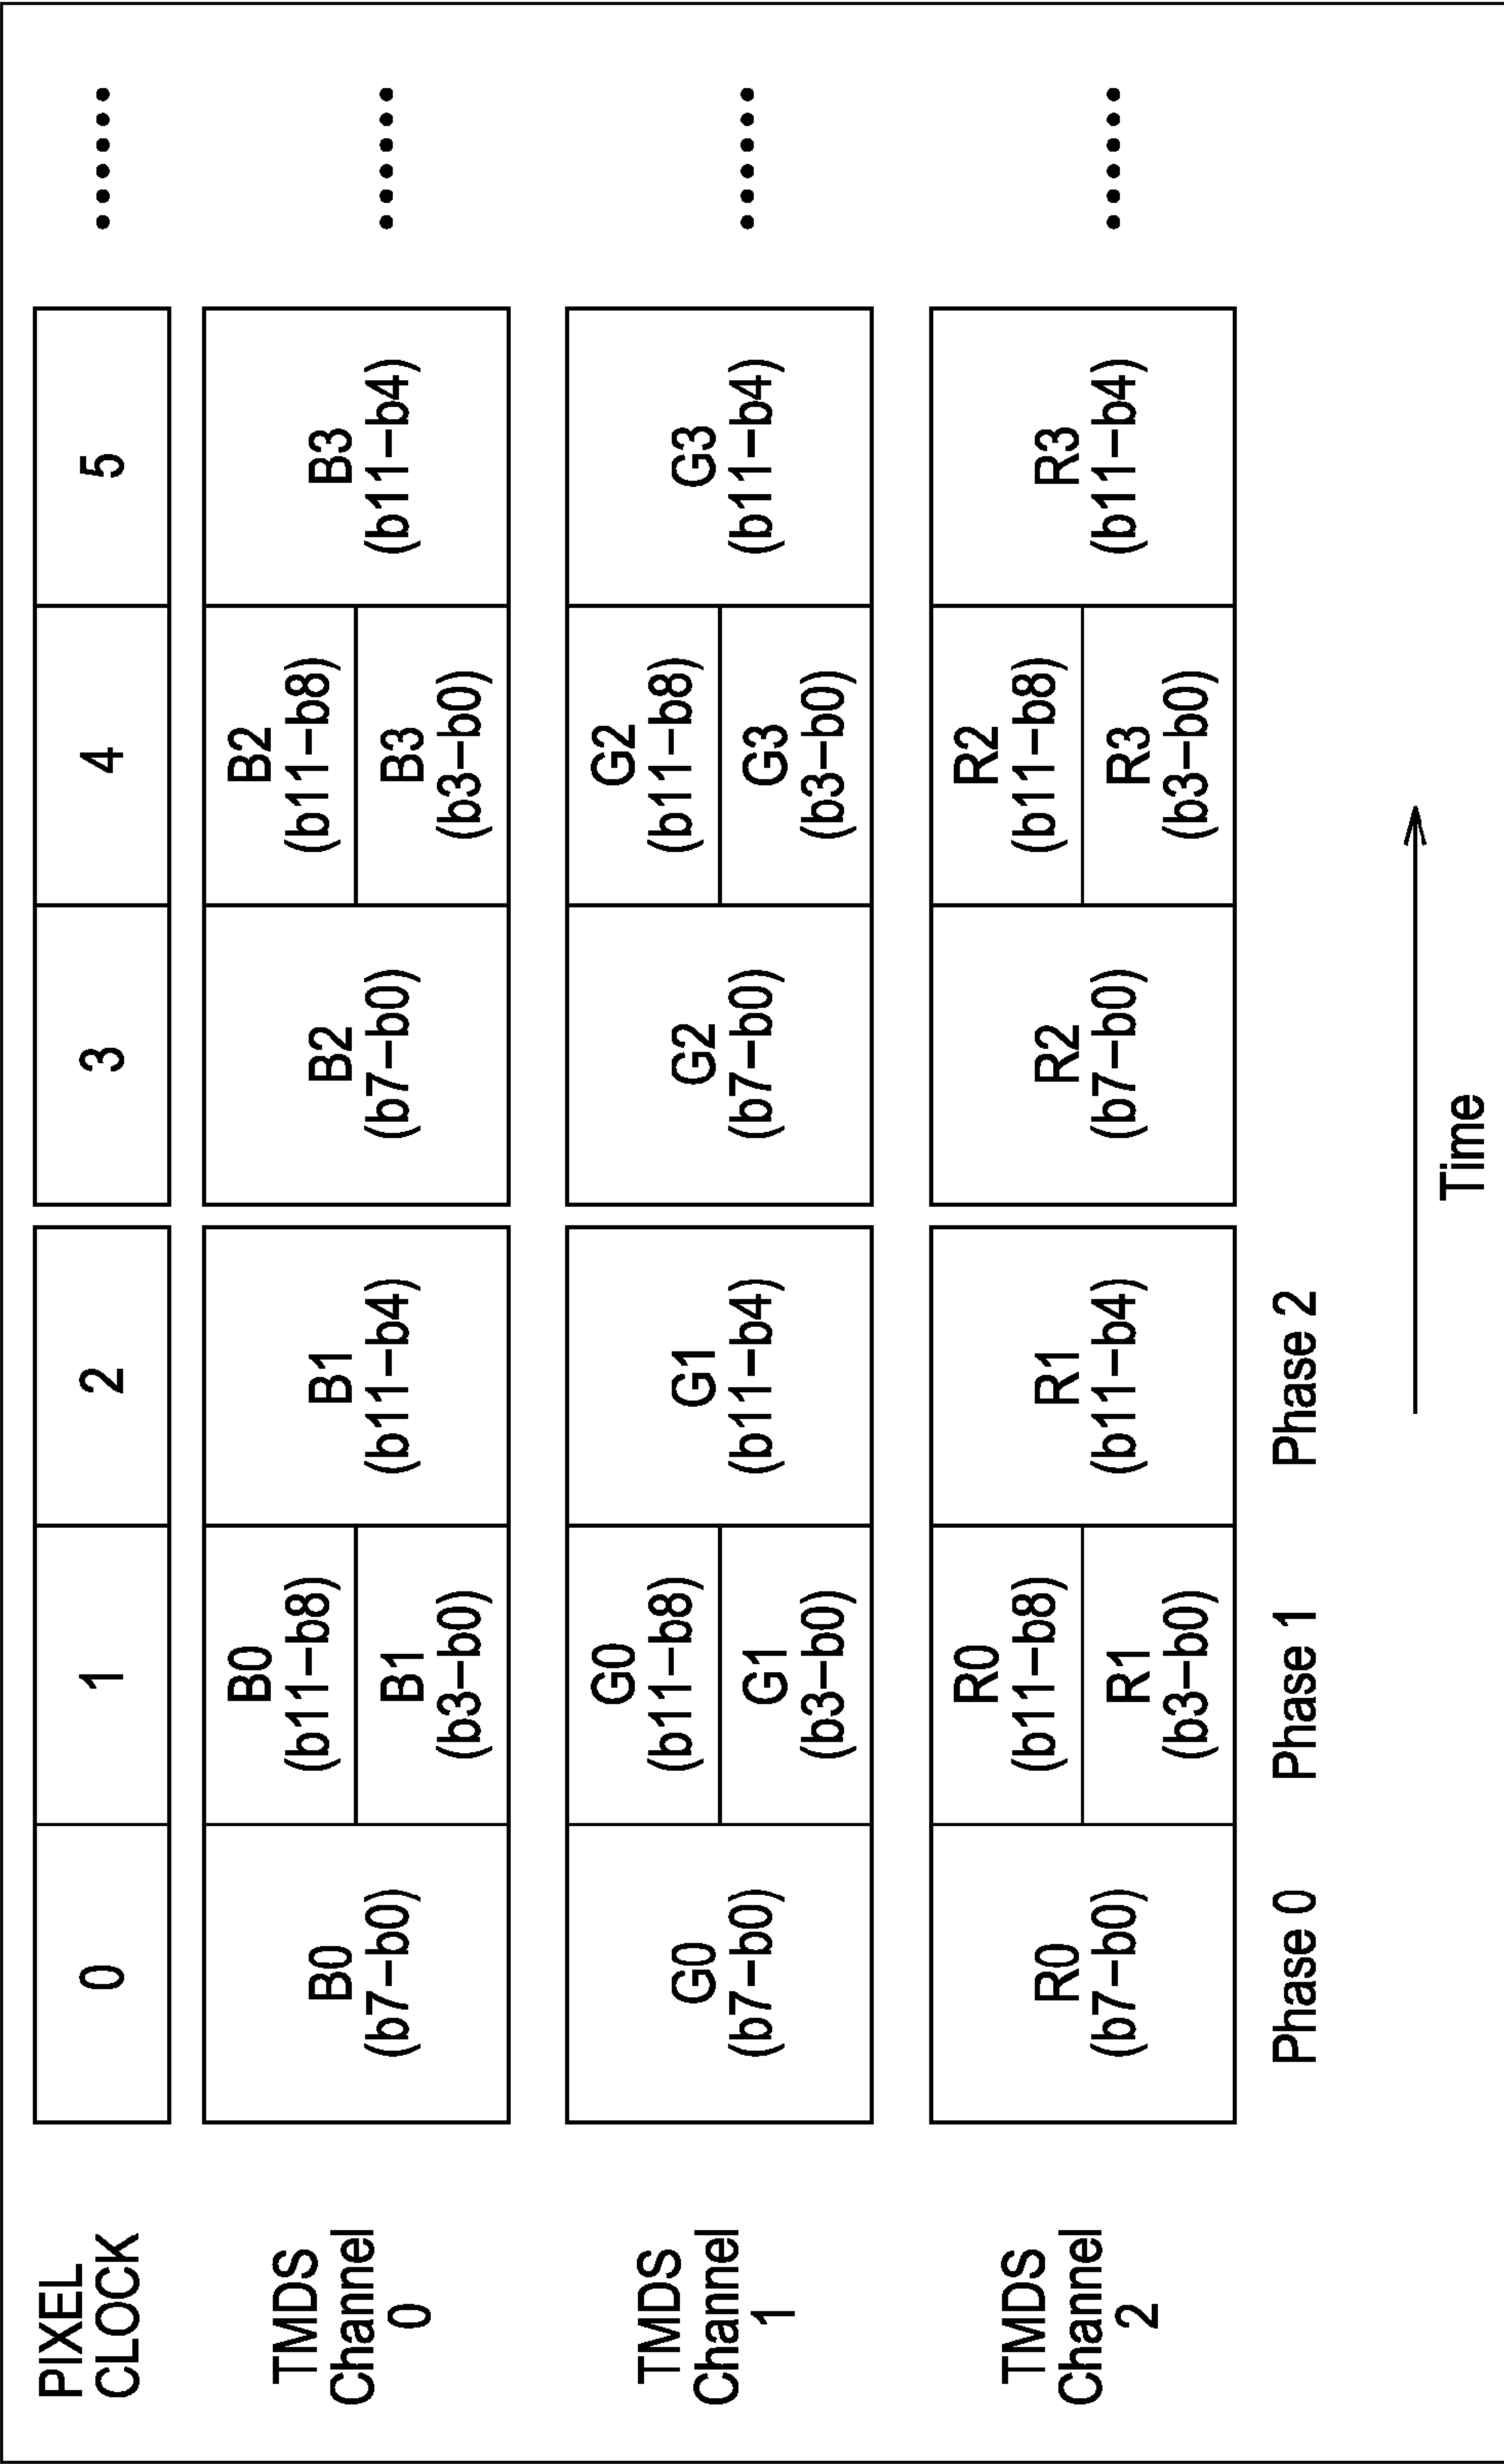 PIXEL
CLOCK
0
1
2
3
4
5
••••••
TMDS
Channel
0
B0
(b7-b0)
B0
(b11-b8)
B1
(b3-b0)
B1
(b11-b4)
B2
(b7-b0)
B2
(b11-b8)
B3
(b3-b0)
B3
(b11-b4)
••••••
TMDS
Channel
1
G0
(b7-b0)
G0
(b11-b8)
G1
(b3-b0)
G1
(b11-b4)
G2
(b7-b0)
G2
(b11-b8)
G3
(b3-b0)
G3
(b11-b4)
••••••
TMDS
Channel
2
R0
(b7-b0)
R0
(b11-b8)
R1
(b3-b0)
R1
(b11-b4)
R2
(b7-b0)
R2
(b11-b8)
R3
(b3-b0)
R3
(b11-b4)
••••••
Phase 0
Phase 1
Phase 2
Time